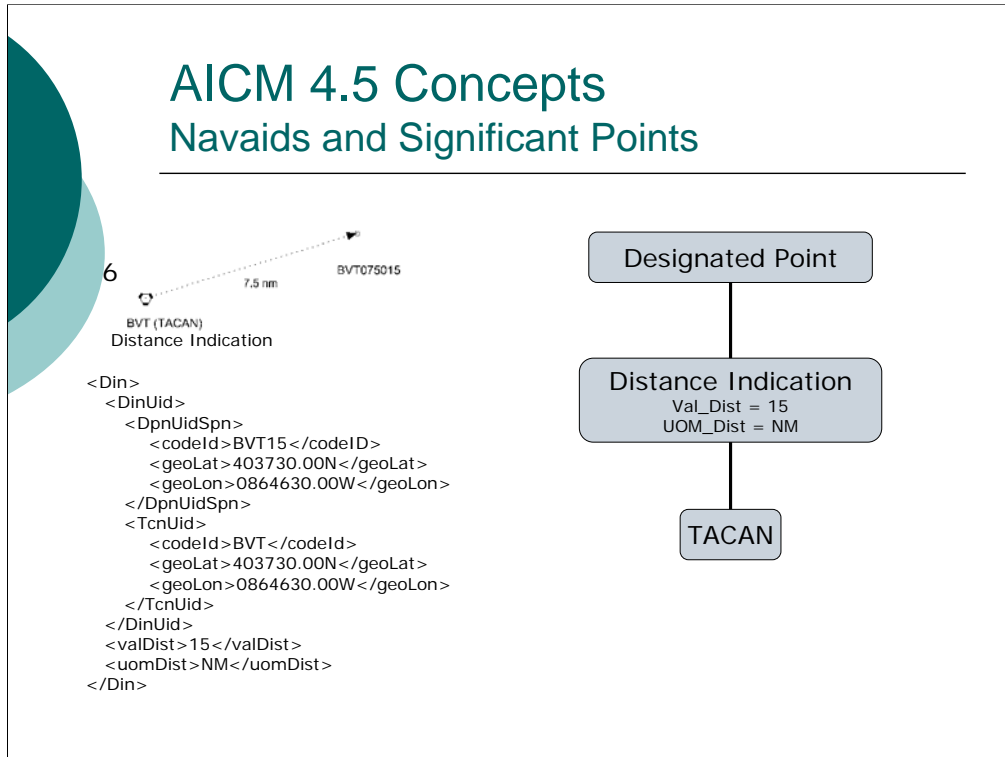 AICM 4.5 Concepts
Navaids and Significant Points
6
7.5 nm
BVT075015
BVT (TACAN)
Distance Indication
<Din>
<DinUid>
<DpnUidSpn>
<codeId>BVT15</codeID>
<geoLat>403730.00N</geoLat>
<geoLon>0864630.00W</geoLon>
</DpnUidSpn>
<TcnUid>
<codeId>BVT</codeId>
<geoLat>403730.00N</geoLat>
<geoLon>0864630.00W</geoLon>
</TcnUid>
</DinUid>
<valDist>15</valDist>
<uomDist>NM</uomDist>
</Din>
Designated Point
Distance Indication
Val_Dist = 15
UOM_Dist = NM
TACAN